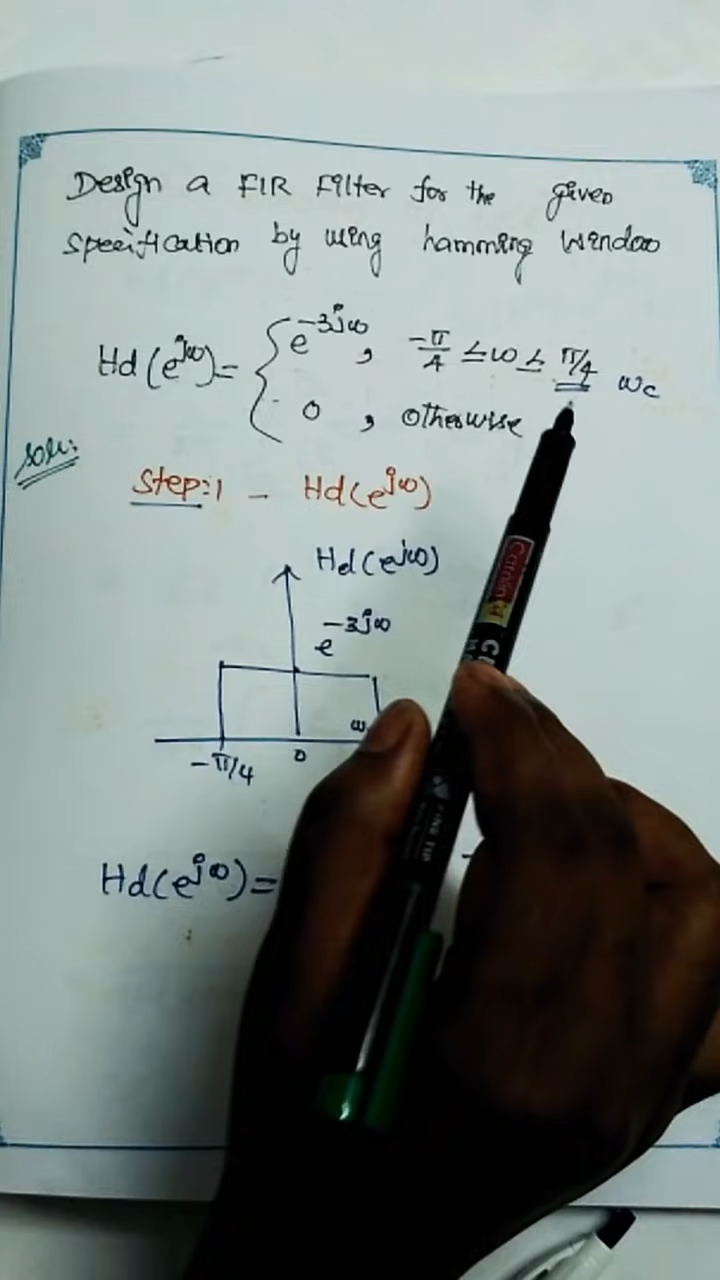 Design a FIR Filter for the given
specification by using hamming window
Hd(e^jω) = { e^-3jω, -π/4 ≤ ω ≤ π/4 ωc
0, otherwise
Soln:
Step:1 - Hd(e^jω)
Hd(e^jω)
e^-3jω
-π/4 0
Hd(e^jω) =